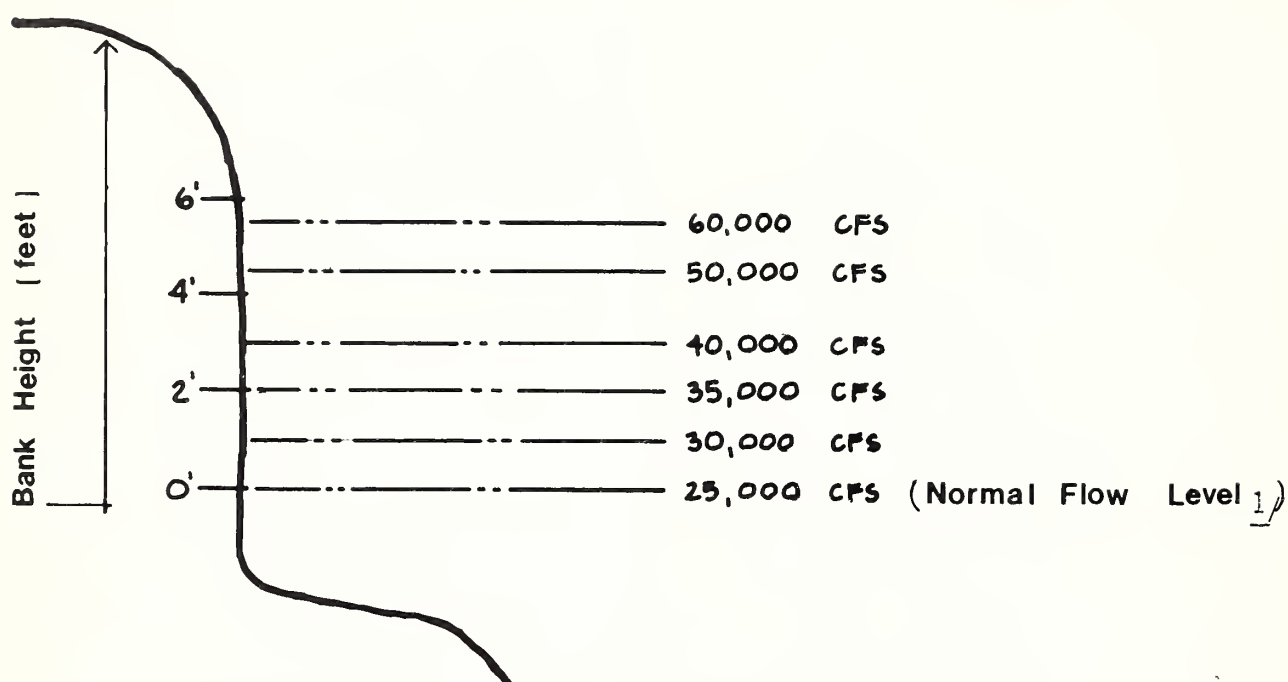 Bank Height (feet)
6'
60,000 CFS
50,000 CFS
4'
40,000 CFS
2'
35,000 CFS
30,000 CFS
0'
25,000 CFS (Normal Flow Level 1/)